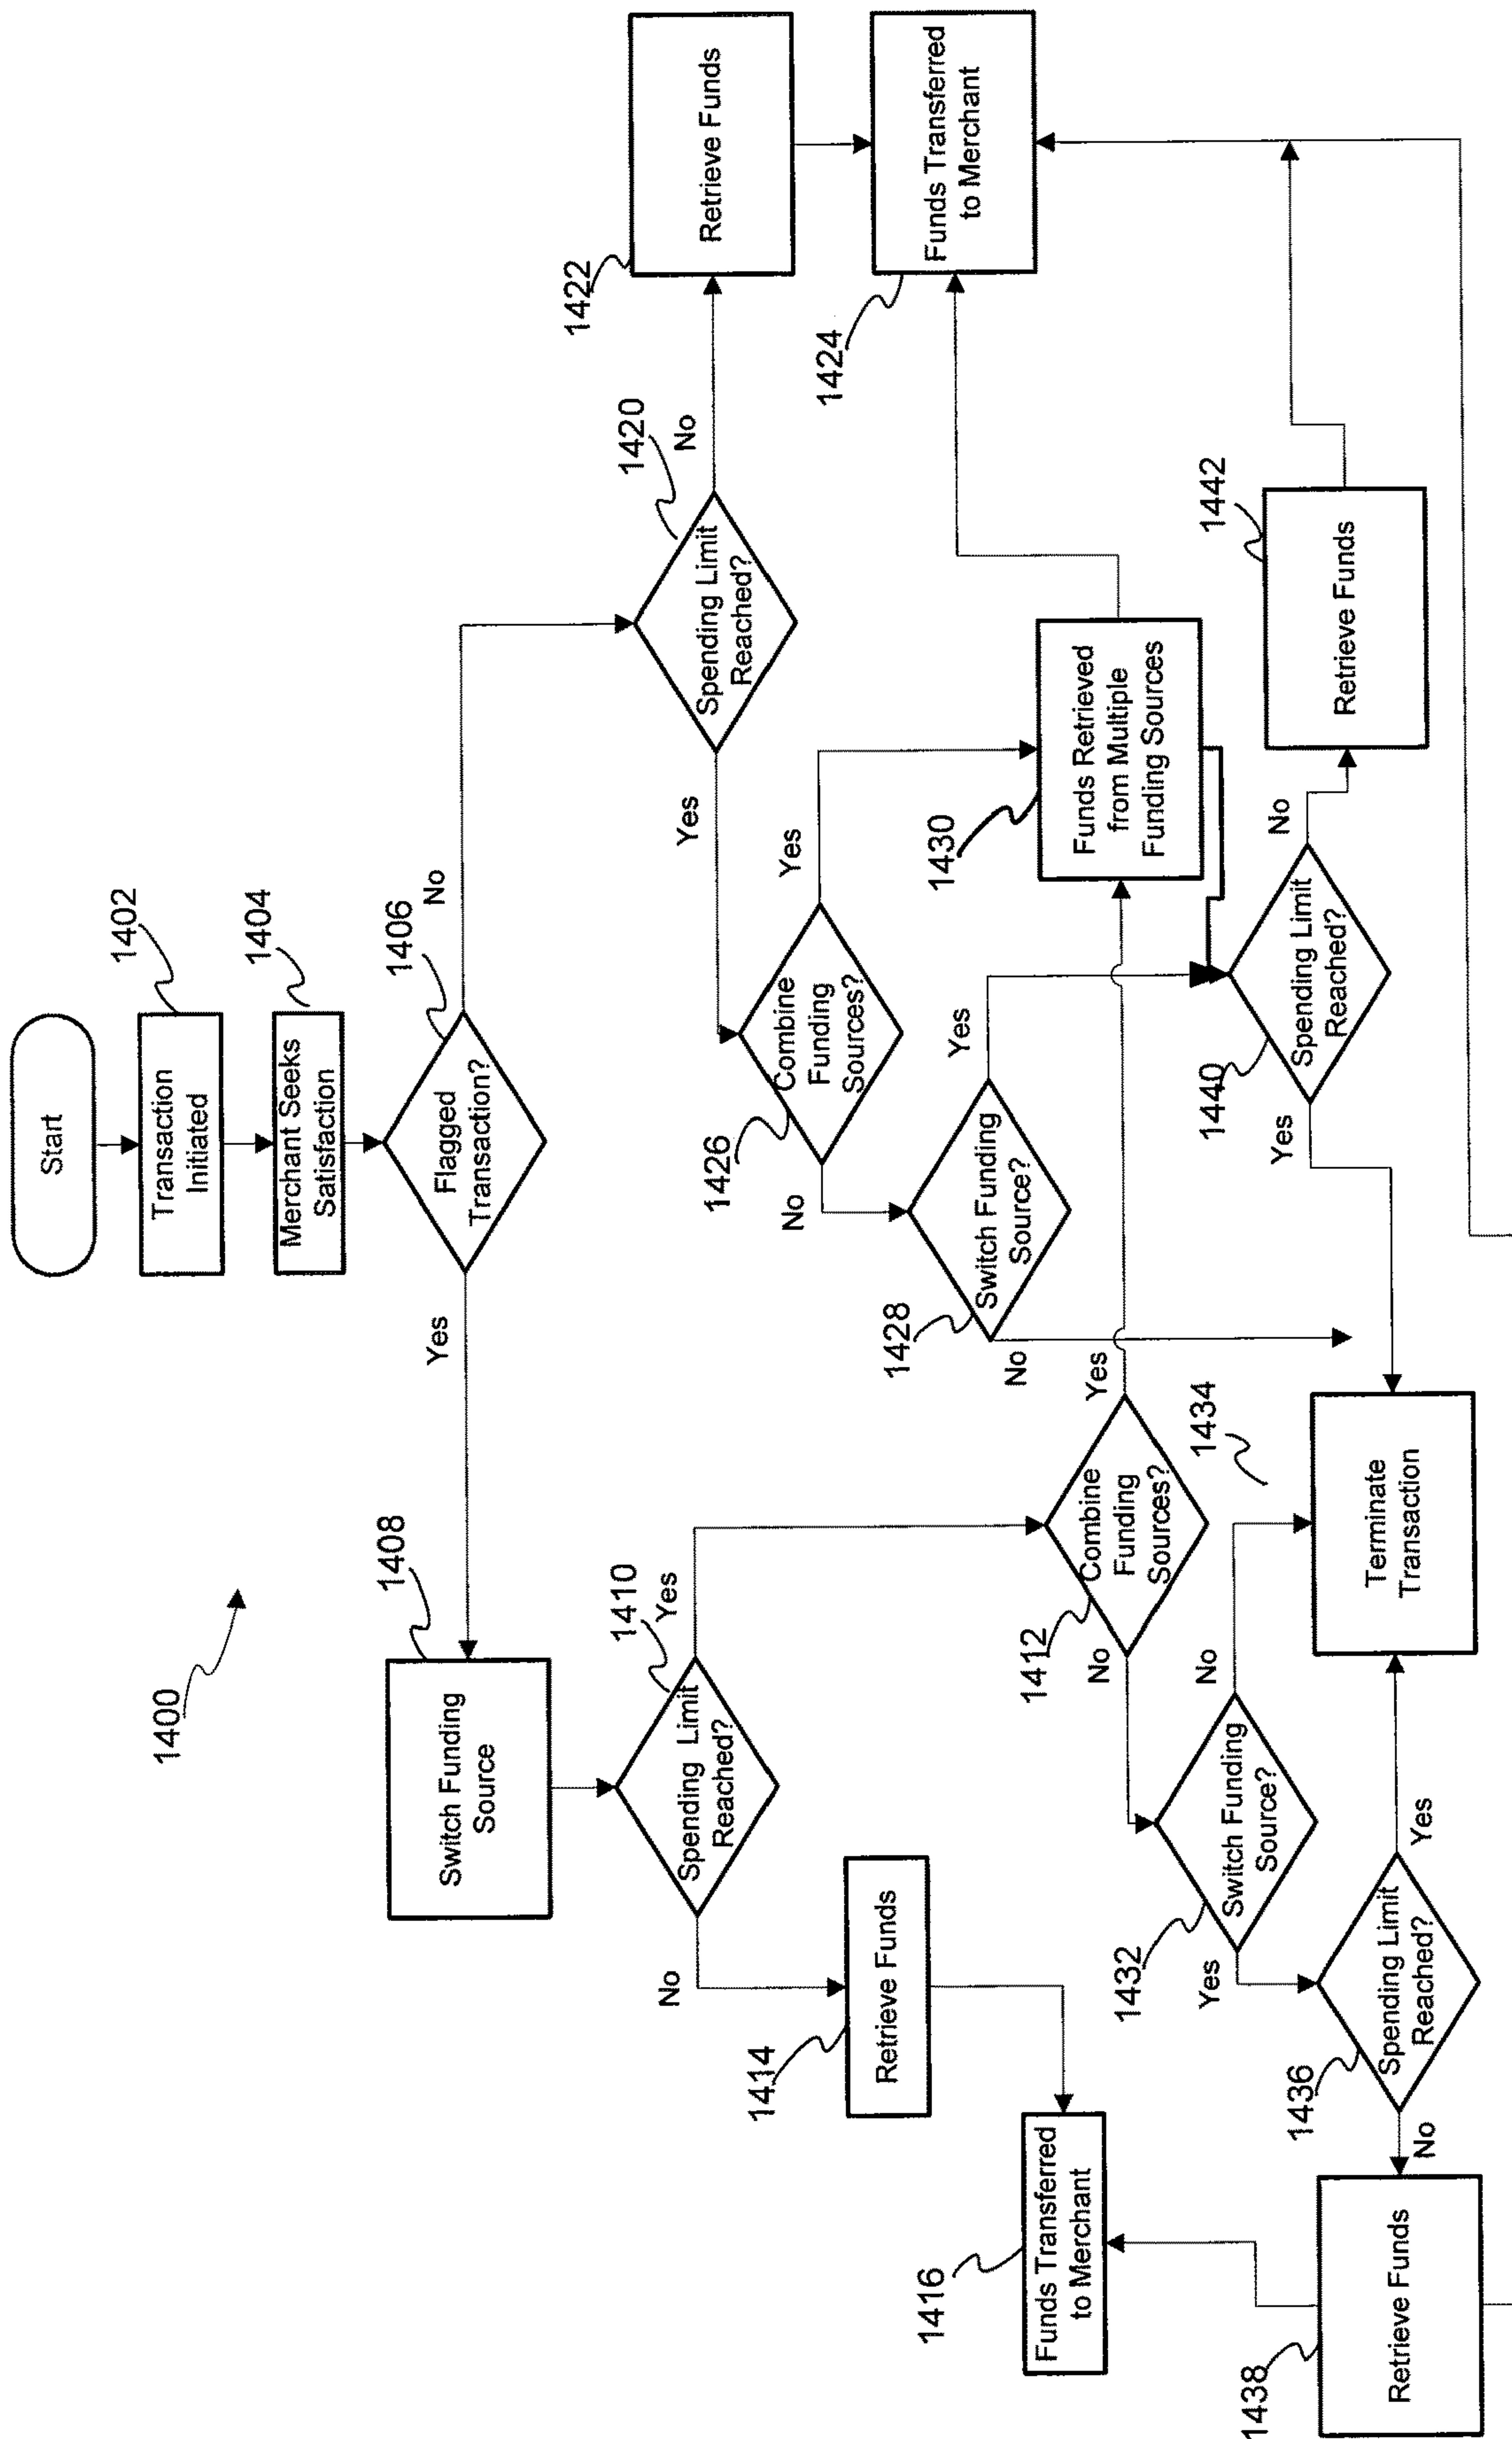 1400
Start
Transaction
Initiated
1402
Merchant Seeks
Satisfaction
1404
Flagged
Transaction?
1406
Yes
No
Switch Funding
Source
1408
Spending Limit
Reached?
1410
No
Yes
Retrieve Funds
1414
Funds Transferred
to Merchant
1416
Combine
Funding
Sources?
1412
No
Yes
Switch Funding
Source?
1432
Yes
No
Spending Limit
Reached?
1436
No
Yes
Retrieve Funds
1438
Terminate
Transaction
1434
Spending Limit
Reached?
1420
Yes
No
Retrieve Funds
1422
Funds Transferred
to Merchant
1424
Combine
Funding
Sources?
1426
No
Yes
Switch Funding
Source?
1428
No
Yes
Funds Retrieved
from Multiple
Funding Sources
1430
Spending Limit
Reached?
1440
Yes
No
Retrieve Funds
1442